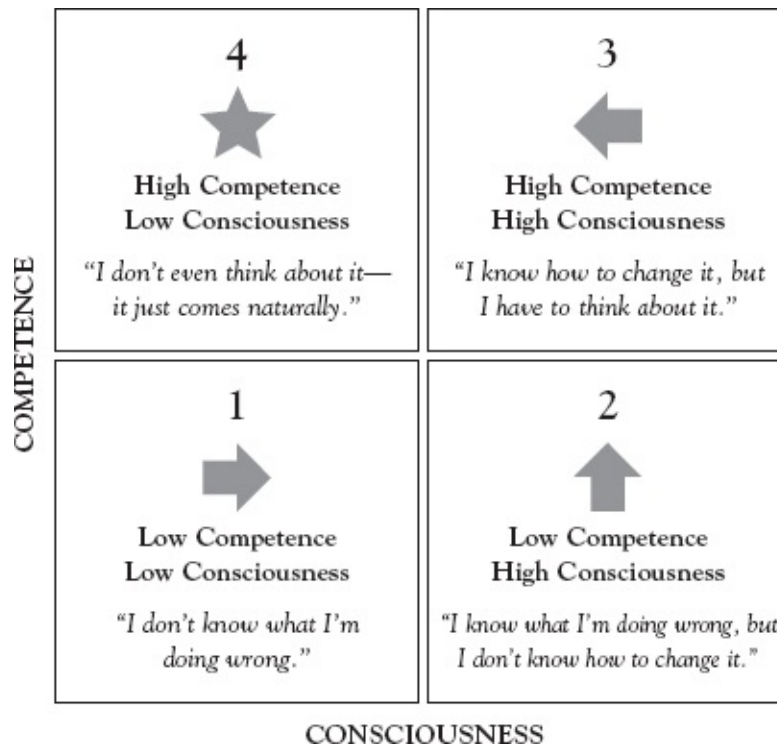 4
High Competence
Low Consciousness
“I don’t even think about it—
it just comes naturally.”
3
High Competence
High Consciousness
“I know how to change it, but
I have to think about it.”
COMPETENCE
1
Low Competence
Low Consciousness
“I don’t know what I’m
doing wrong.”
2
Low Competence
High Consciousness
“I know what I’m doing wrong, but
I don’t know how to change it.”
CONSCIOUSNESS